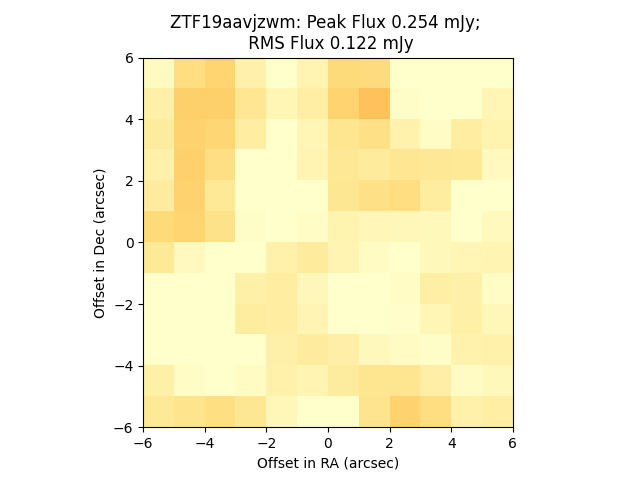 ZTF19aavjzwm: Peak Flux 0.254 mJy;
RMS Flux 0.122 mJy
6
4
2
0
−2
−4
−6
Offset in Dec (arcsec)
−6 −4 −2 0 2 4 6
Offset in RA (arcsec)